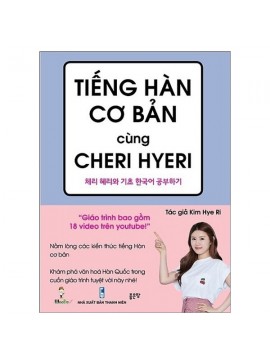 TIẾNG HÀN
CƠ BẢN
cùng
CHERI HYERI
체리 혜리와 기초 한국어 공부하기
Tác giả Kim Hye Ri
"Giáo trình bao gồm
18 video trên youtube!"
Nằm lòng các kiến thức tiếng Hàn
cơ bản
Khám phá văn hoá Hàn Quốc trong
cuốn giáo trình tuyệt vời này nhé!
NHÀ XUẤT BẢN THANH NIÊN